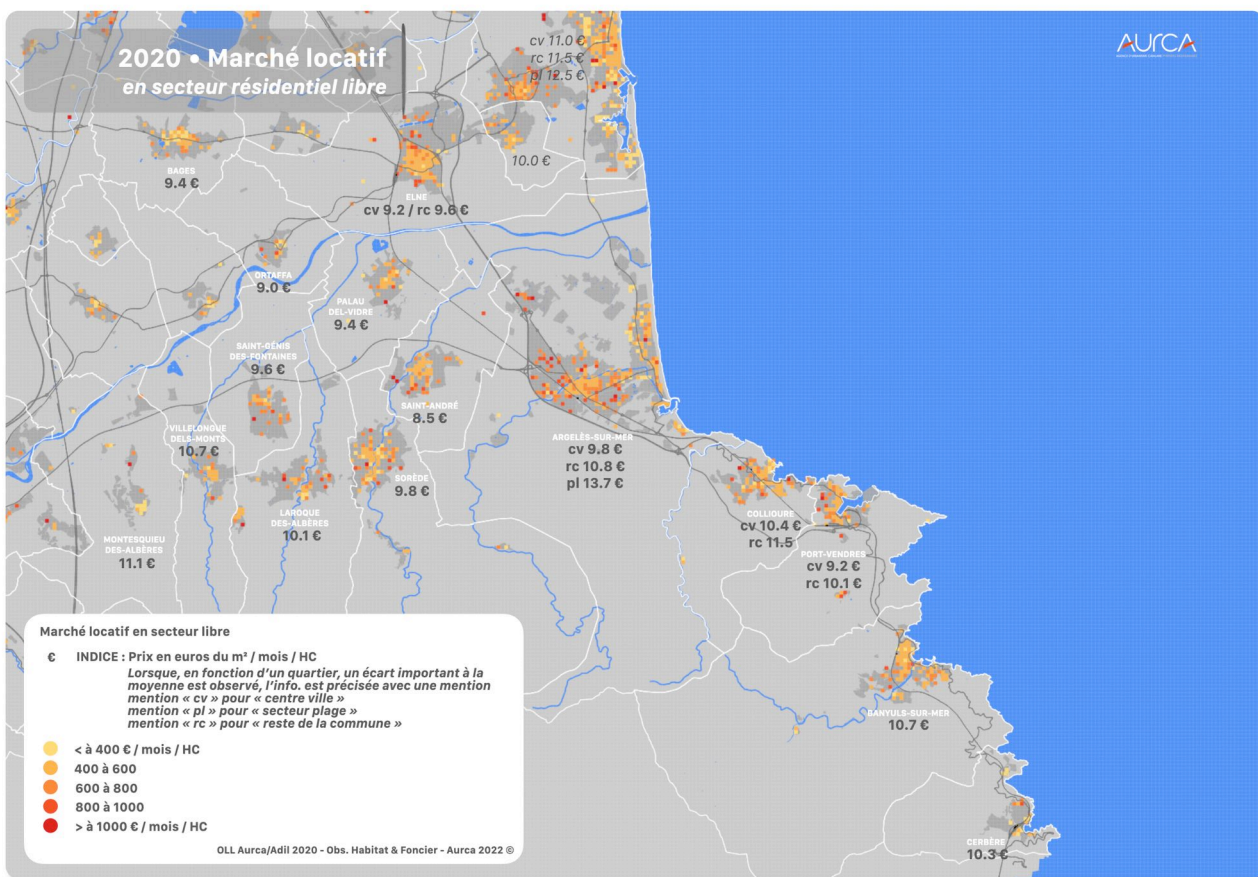 2020 • Marché locatif
en secteur résidentiel libre
cv 11.0 €
rc 11.5 €
pl 12.5 €
AURCA
10.0 €
BAGES
9.4 €
ELNE
cv 9.2 / rc 9.6 €
ORTAFFA
9.0 €
PALAU
DEL-VIDRE
9.4 €
SAINT-GÉNIS
DES-FONTAINES
9.6 €
SAINT-ANDRÉ
8.5 €
VILLELONGUE
DELS-MONTS
10.7 €
ARGELÈS-SUR-MER
cv 9.8 €
rc 10.8 €
pl 13.7 €
SORÈDE
9.8 €
LAROQUE
DES-ALBÈRES
10.1 €
MONTESQUIEU
DES-ALBÈRES
11.1 €
COLLIOURE
cv 10.4 €
rc 11.5
PORT-VENDRES
cv 9.2 €
rc 10.1 €
BANYULS-SUR-MER
10.7 €
CERBÈRE
10.3 €
Marché locatif en secteur libre
€ INDICE : Prix en euros du m² / mois / HC
Lorsque, en fonction d’un quartier, un écart important à la
moyenne est observé, l’info. est précisée avec une mention
mention « cv » pour « centre ville »
mention « pl » pour « secteur plage »
mention « rc » pour « reste de la commune »
< à 400 € / mois / HC
400 à 600
600 à 800
800 à 1000
> à 1000 € / mois / HC
OLL Aurca/Adil 2020 - Obs. Habitat & Foncier - Aurca 2022 ©